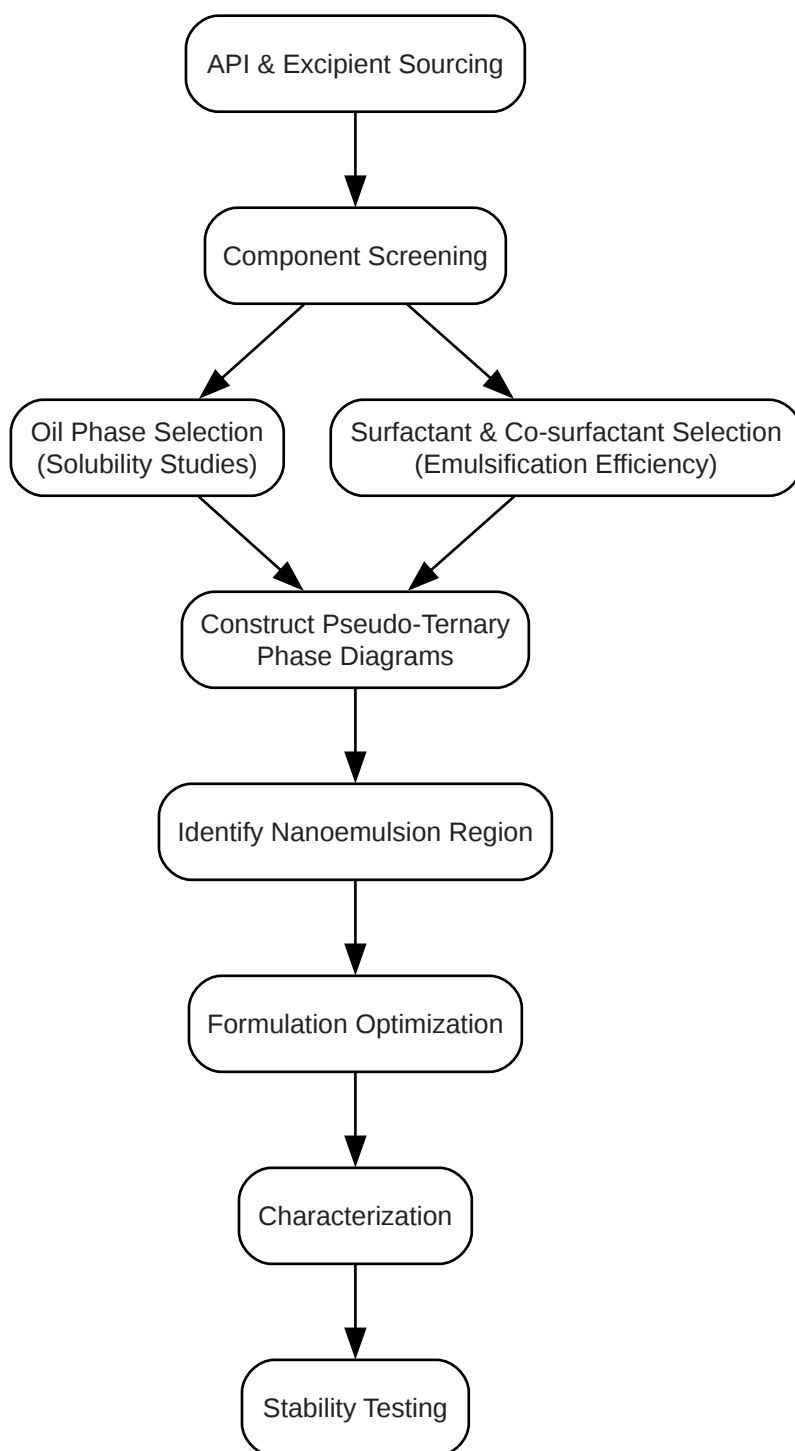 API & Excipient Sourcing
Component Screening
Oil Phase Selection
(Solubility Studies)
Surfactant & Co-surfactant Selection
(Emulsification Efficiency)
Construct Pseudo-Ternary
Phase Diagrams
Identify Nanoemulsion Region
Formulation Optimization
Characterization
Stability Testing